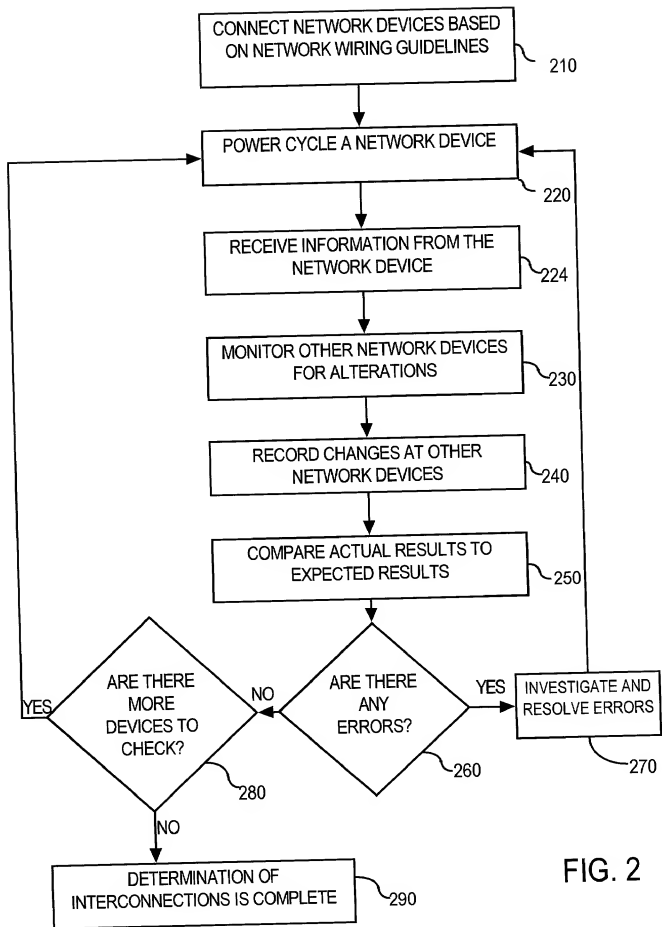 CONNECT NETWORK DEVICES BASED
ON NETWORK WIRING GUIDELINES
210
POWER CYCLE A NETWORK DEVICE
220
RECEIVE INFORMATION FROM THE
NETWORK DEVICE
224
MONITOR OTHER NETWORK DEVICES
FOR ALTERATIONS
230
RECORD CHANGES AT OTHER
NETWORK DEVICES
240
COMPARE ACTUAL RESULTS TO
EXPECTED RESULTS
250
ARE THERE
ANY
ERRORS?
260
YES
INVESTIGATE AND
RESOLVE ERRORS
270
NO
ARE THERE
MORE
DEVICES TO
CHECK?
280
YES
NO
DETERMINATION OF
INTERCONNECTIONS IS COMPLETE
290
FIG. 2